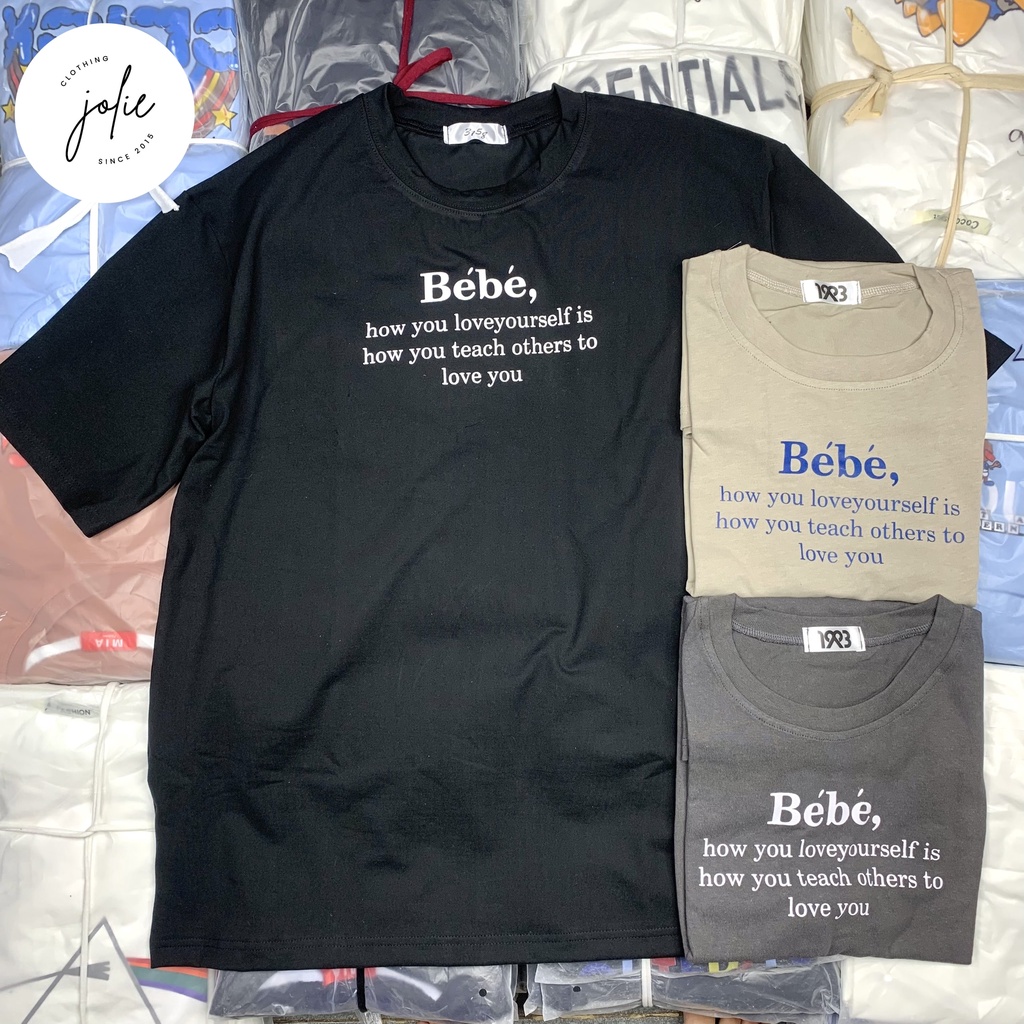 CLOTHING
jolie
SINCE 2015
ESSENTIALS
Bébé,
how you loveyourself is
how you teach others to
love you
1993
Bébé,
how you loveyourself is
how you teach others to
love you
1993
Bébé,
how you loveyourself is
how you teach others to
love you
MIA